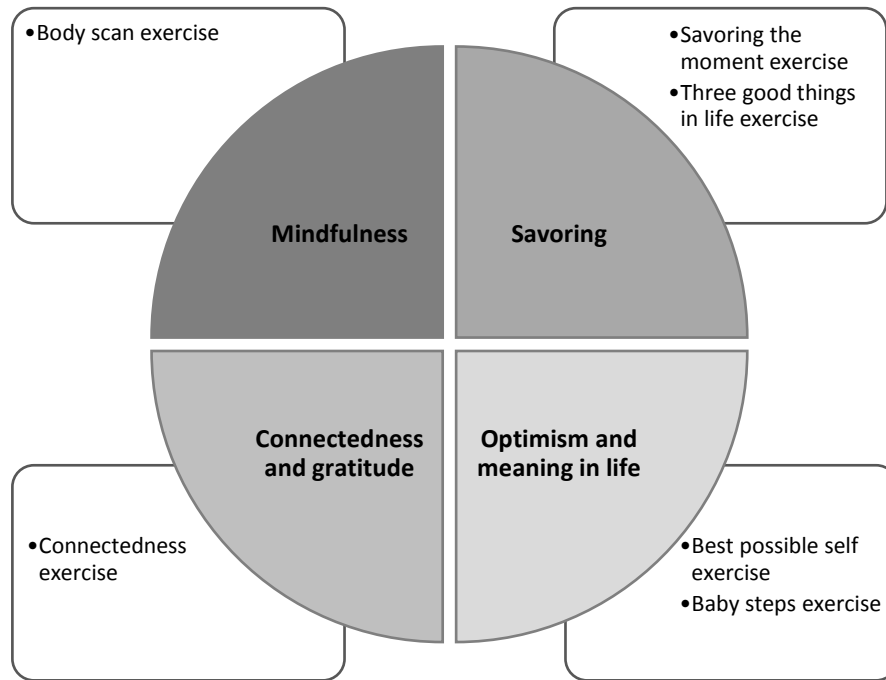 •Body scan exercise
•Savoring the
moment exercise
•Three good things
in life exercise
Mindfulness
Savoring
Connectedness
and gratitude
Optimism and
meaning in life
•Connectedness
exercise
•Best possible self
exercise
•Baby steps exercise